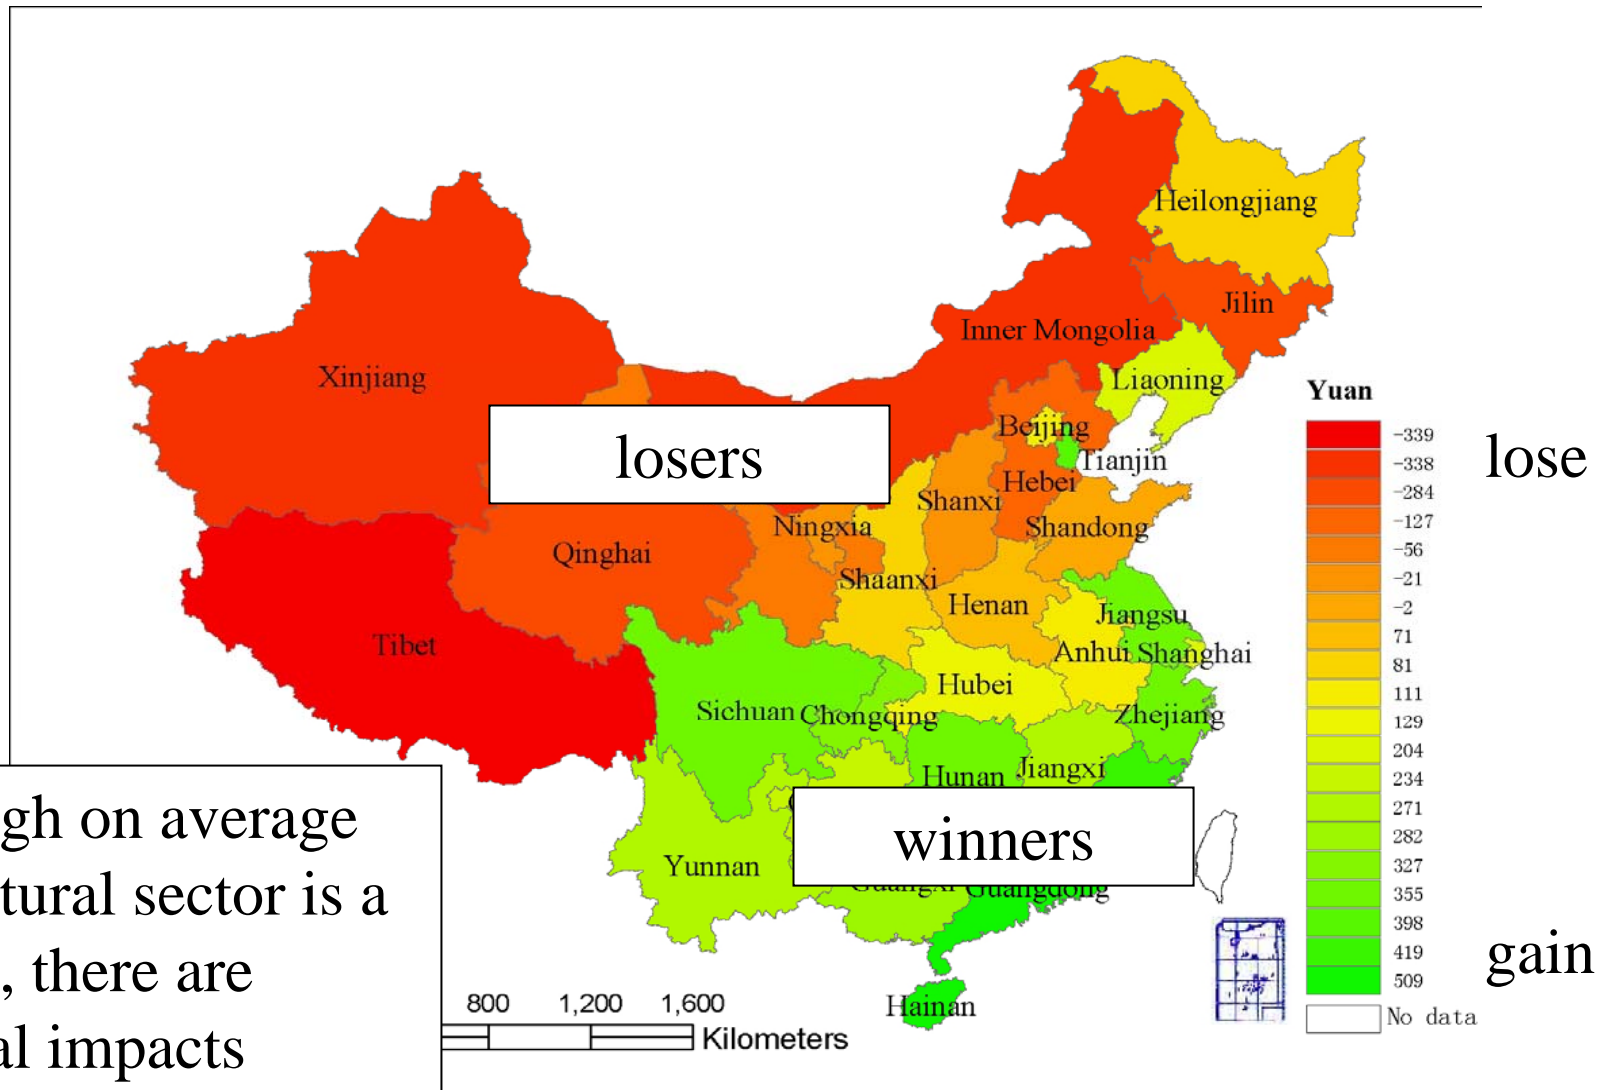 Heilongjiang
Jilin
Inner Mongolia
Xinjiang
Liaoning
Yuan
Beijing
losers
-339
lose
Tianjin
-338
Hebei
Shanxi
-284
Ningxia
Shandong
-127
Qinghai
-56
Shaanxi
-21
Henan
-2
Jiangsu
71
Tibet
Anhui
Shanghai
81
Hubei
111
Sichuan
Chongqing
Zhejiang
129
204
Hunan
Jiangxi
234
271
winners
282
Yunnan
327
Guangxi
Guangdong
355
398
419
gain
509
Hainan
No data
gh on average
tural sector is a
, there are
al impacts
800 1,200 1,600
Kilometers